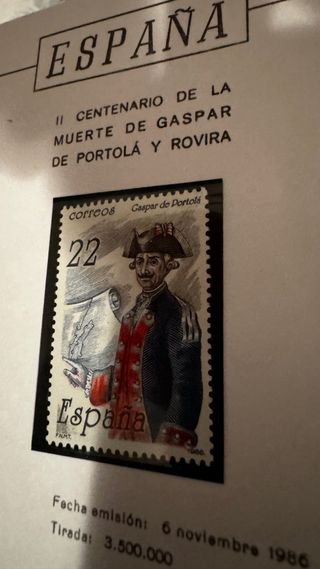 ESPAÑA
II CENTENARIO DE LA
MUERTE DE GASPAR
DE PORTOLÁ Y ROVIRA
correos Gaspar de Portolá
22
España
F.N.M.T. 1986
Fecha emisión: 6 noviembre 1986
Tirada: 3.500.000